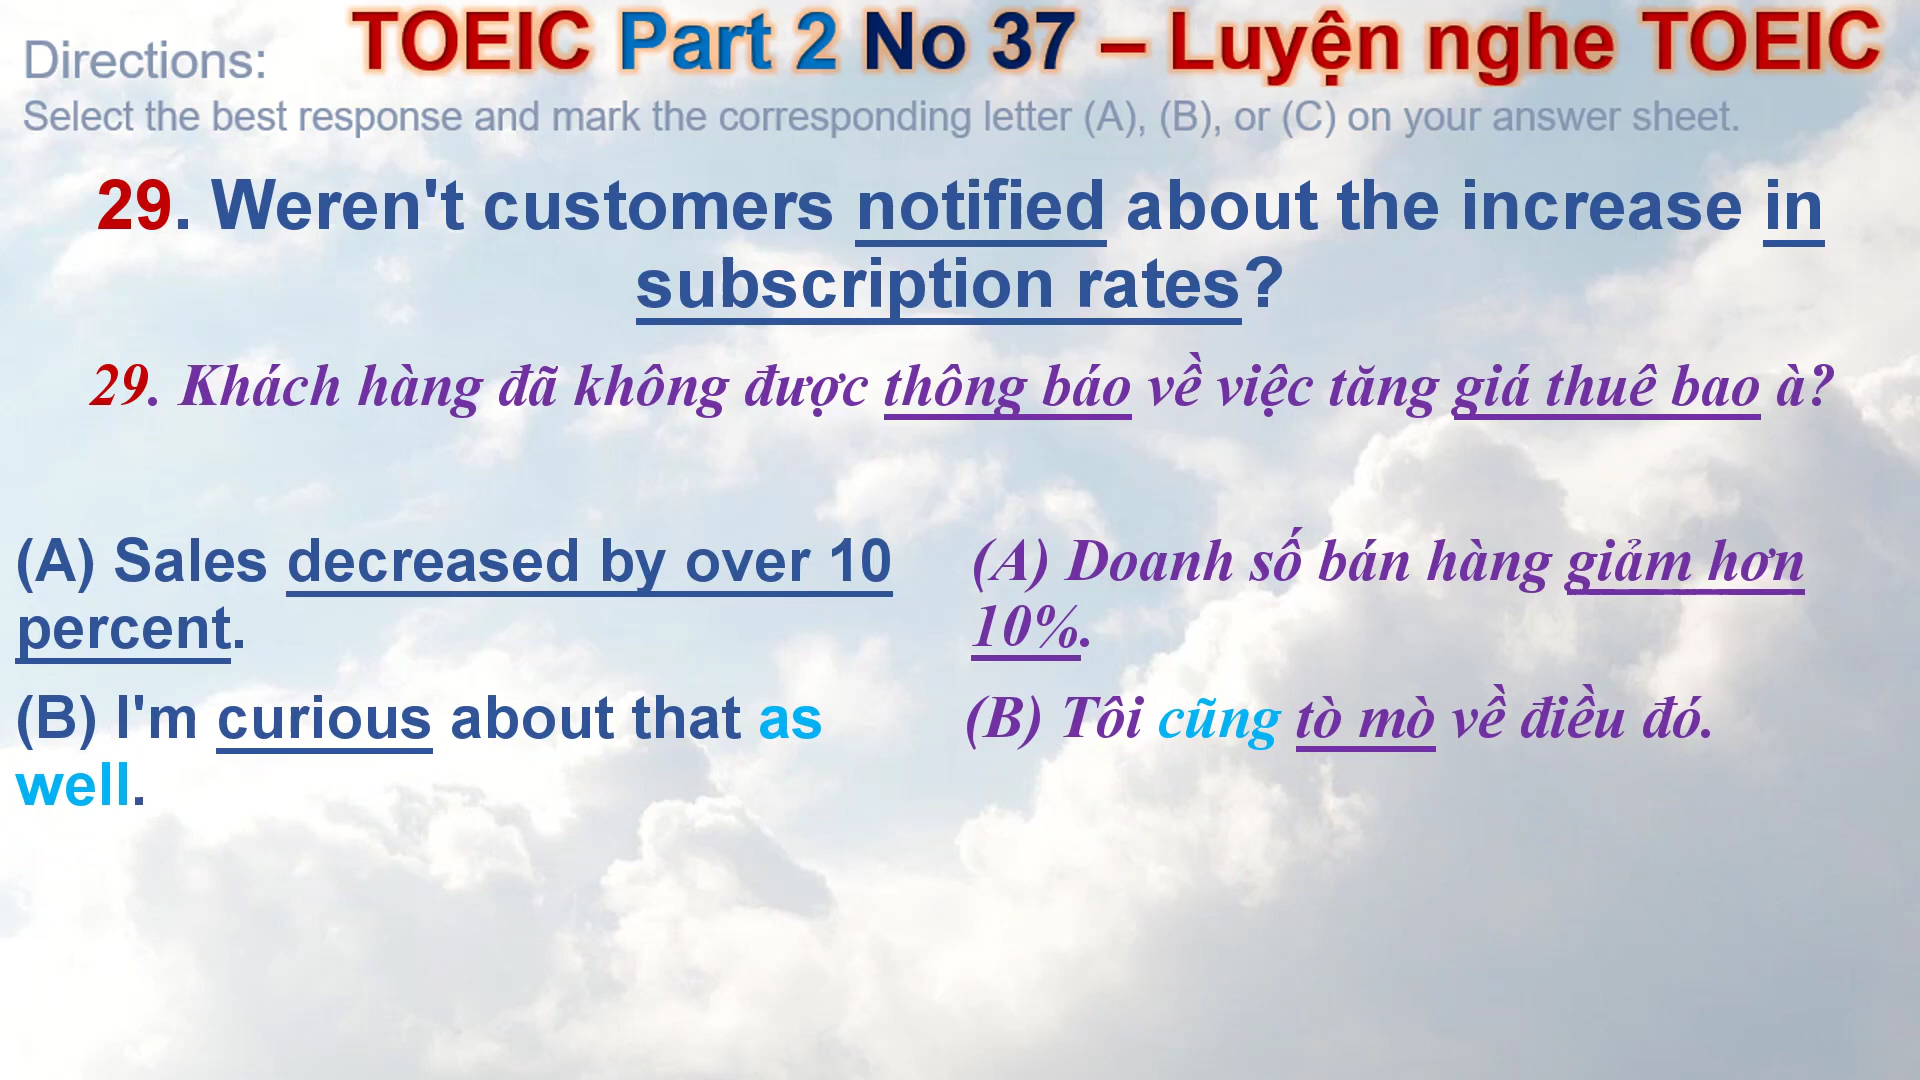 TOEIC Part 2 No 37 – Luyện nghe TOEIC
Directions:
Select the best response and mark the corresponding letter (A), (B), or (C) on your answer sheet.
29. Weren't customers notified about the increase in
subscription rates?
29. Khách hàng đã không được thông báo về việc tăng giá thuê bao à?
(A) Sales decreased by over 10
percent.
(A) Doanh số bán hàng giảm hơn
10%.
(B) I'm curious about that as
well.
(B) Tôi cũng tò mò về điều đó.